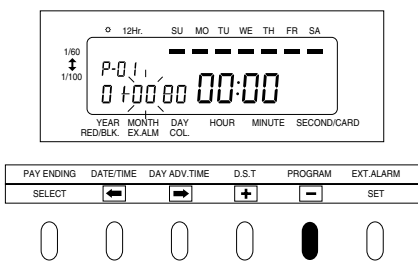 12Hr. SU MO TU WE TH FR SA
1/60
1/100
P-01
01 00 80 00:00
YEAR MONTH DAY HOUR MINUTE SECOND/CARD
RED/BLK. EX.ALM COL.
PAY ENDING DATE/TIME DAY ADV.TIME D.S.T PROGRAM EXT.ALARM
SELECT ← → + − SET